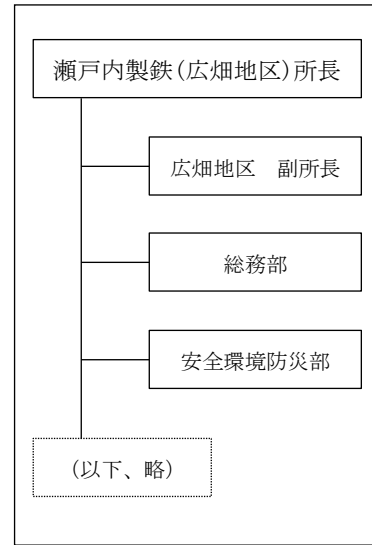 瀬戸内製鉄(広畑地区)所長
広畑地区　副所長
総務部
安全環境防災部
(以下、略)